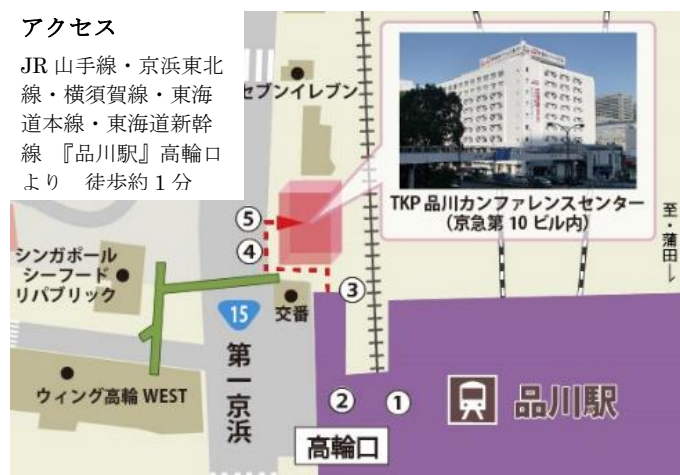 アクセス
JR 山手線・京浜東北
線・横須賀線・東海
道本線・東海道新幹
線 『品川駅』高輪口
より 徒歩約 1 分
セブンイレブン
TKP 品川カンファレンスセンター
(京急第 10 ビル内)
至・蒲田→
⑤
④
③
シンガポール
シーフード
リパブリック
交番
15
第一京浜
ウィング高輪 WEST
②
①
品川駅
高輪口